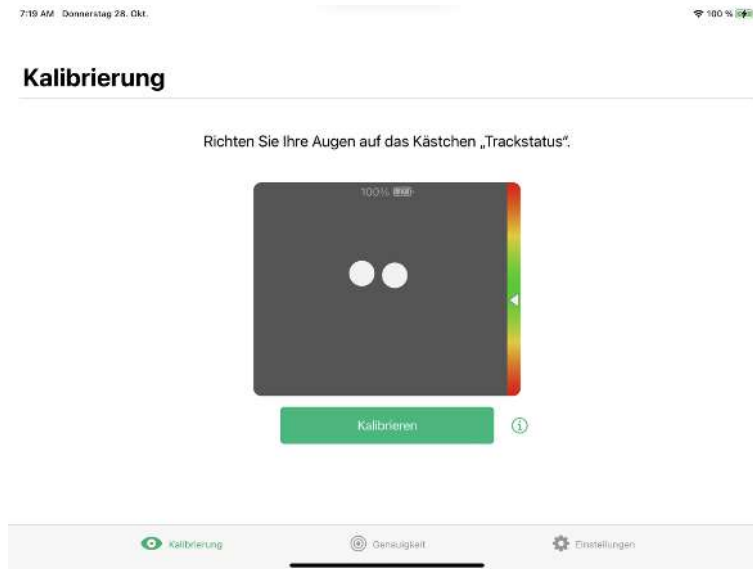 7:19 AM Donnerstag 28. Okt.
100 %
Kalibrierung
Richten Sie Ihre Augen auf das Kästchen „Trackstatus“.
100%
Kalibrieren
Kalibrierung
Genauigkeit
Einstellungen